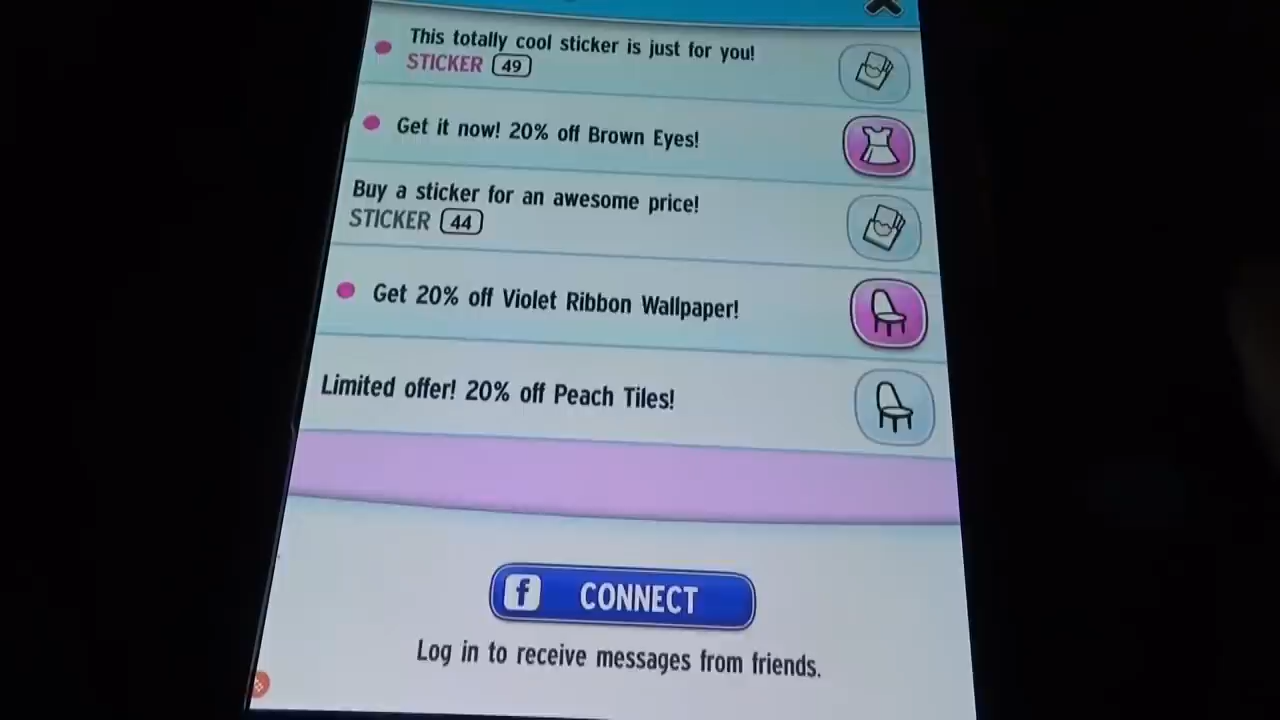 This totally cool sticker is just for you!
STICKER 49
Get it now! 20% off Brown Eyes!
Buy a sticker for an awesome price!
STICKER 44
Get 20% off Violet Ribbon Wallpaper!
Limited offer! 20% off Peach Tiles!
f CONNECT
Log in to receive messages from friends.